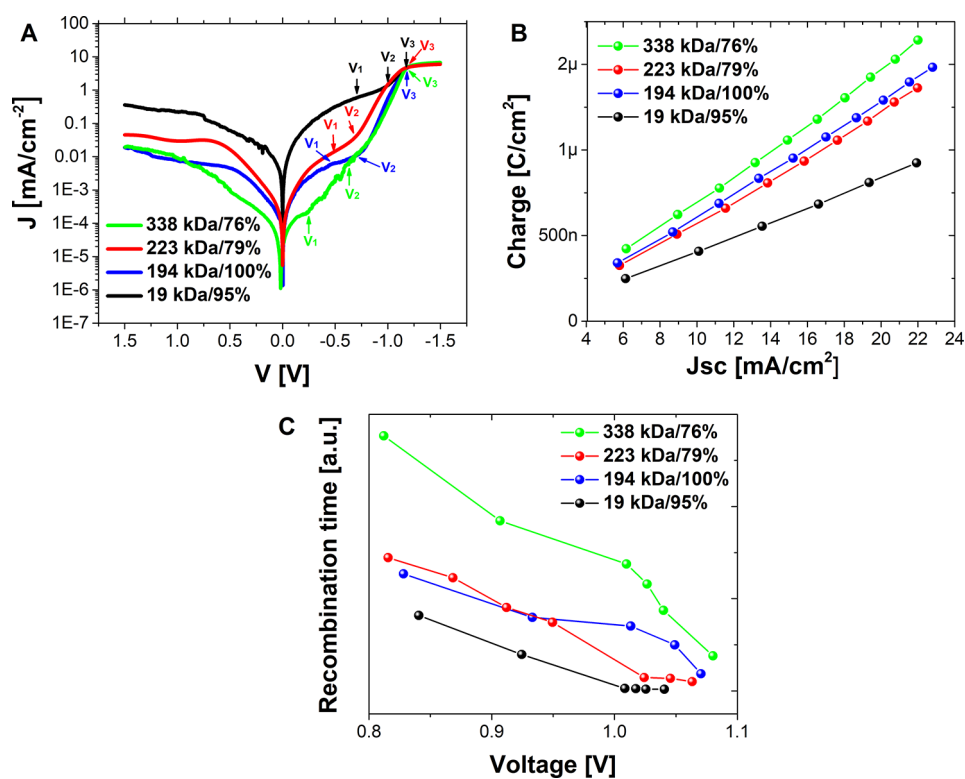 A
J [mA/cm⁻²]
100
10
1
0.1
0.01
1E-3
1E-4
1E-5
1E-6
1E-7
V₁
V₂
V₃
V₃
V₁
V₂
V₃
V₃
V₁
V₂
V₂
V₁
338 kDa/76%
223 kDa/79%
194 kDa/100%
19 kDa/95%
1.5 1.0 0.5 0.0 -0.5 -1.0 -1.5
V [V]
B
Charge [C/cm²]
2µ
1µ
500n
0
338 kDa/76%
223 kDa/79%
194 kDa/100%
19 kDa/95%
4 6 8 10 12 14 16 18 20 22 24
Jsc [mA/cm²]
C
Recombination time [a.u.]
338 kDa/76%
223 kDa/79%
194 kDa/100%
19 kDa/95%
0.8 0.9 1.0 1.1
Voltage [V]